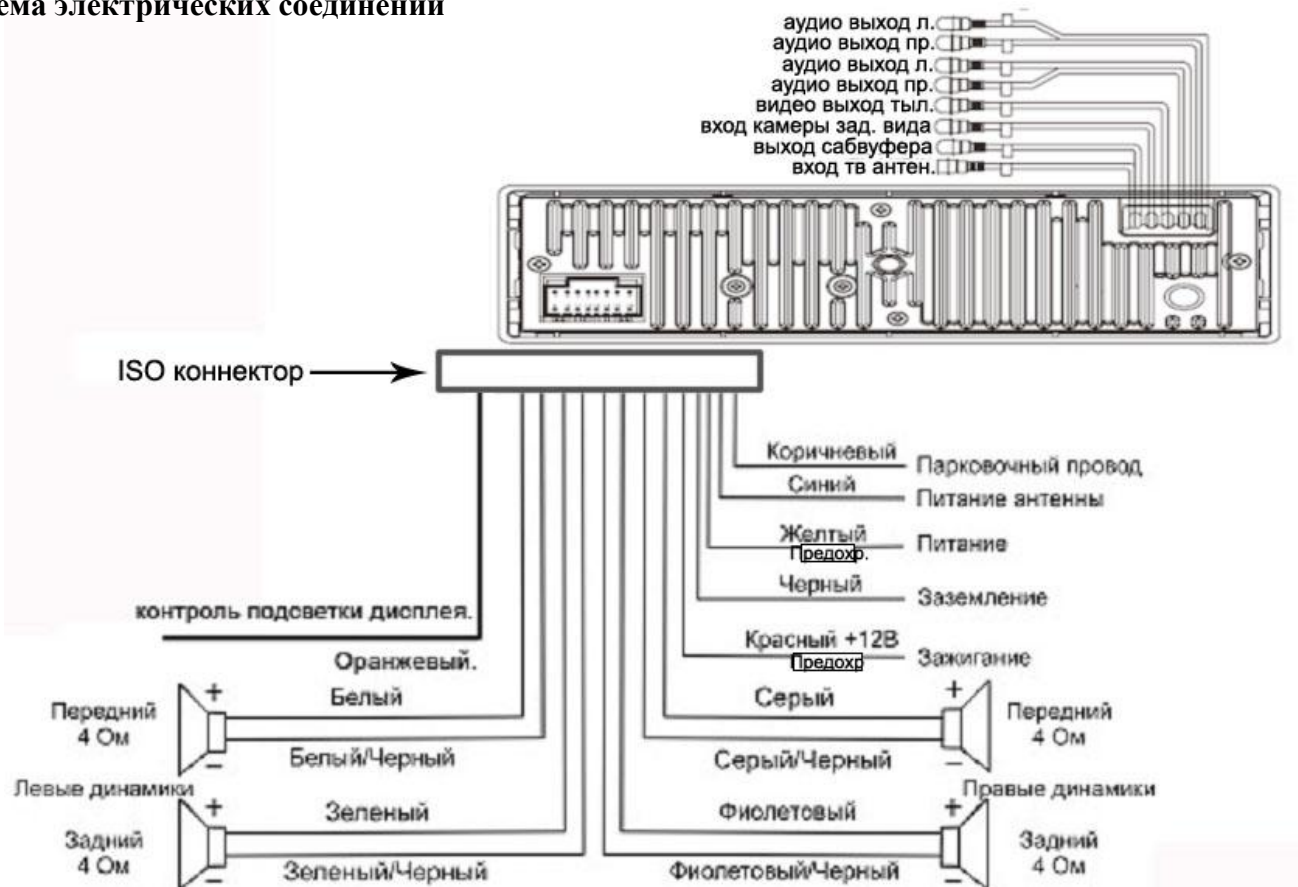 ема электрических соединений
аудио выход л.
аудио выход пр.
аудио выход л.
аудио выход пр.
видео выход тыл.
вход камеры зад. вида
выход сабвуфера
вход тв антен.
ISO коннектор
Коричневый
Парковочный провод
Синий
Питание антенны
Желтый
Предохр.
Питание
Черный
Заземление
контроль подсветки дисплея.
Красный +12В
Предохр
Зажигание
Оранжевый.
Передний
4 Ом
+
Белый
−
Белый/Черный
Серый
+
Серый/Черный
−
Передний
4 Ом
Левые динамики
Правые динамики
Задний
4 Ом
+
Зеленый
−
Зеленый/Черный
Фиолетовый
+
Фиолетовый/Черный
−
Задний
4 Ом